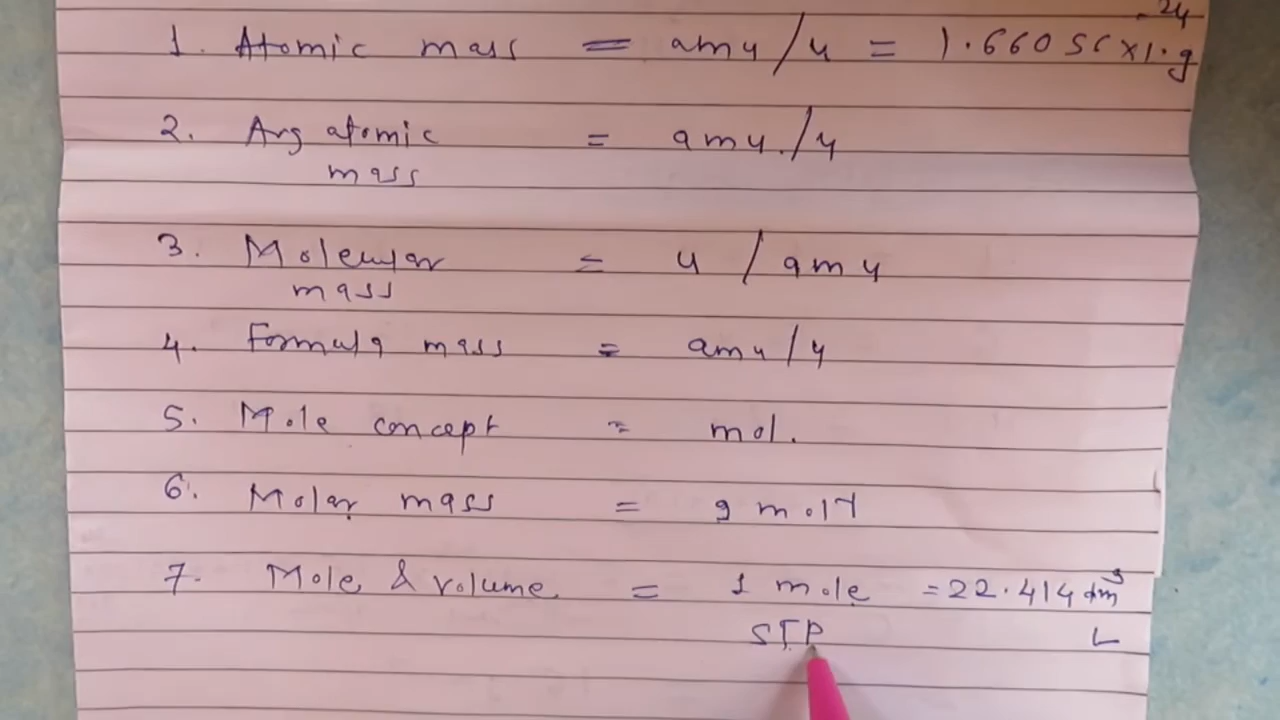 -24
1. Atomic mass = amu/u = 1.66056×1.g
2. Avg atomic = amu./u
mass
3. Molecular = u / amu
mass
4. Formula mass = amu/u
5. Mole concept = mol.
6. Molar mass = g mol-1
7. Mole & volume = 1 mole = 22.414 dm3
STP L